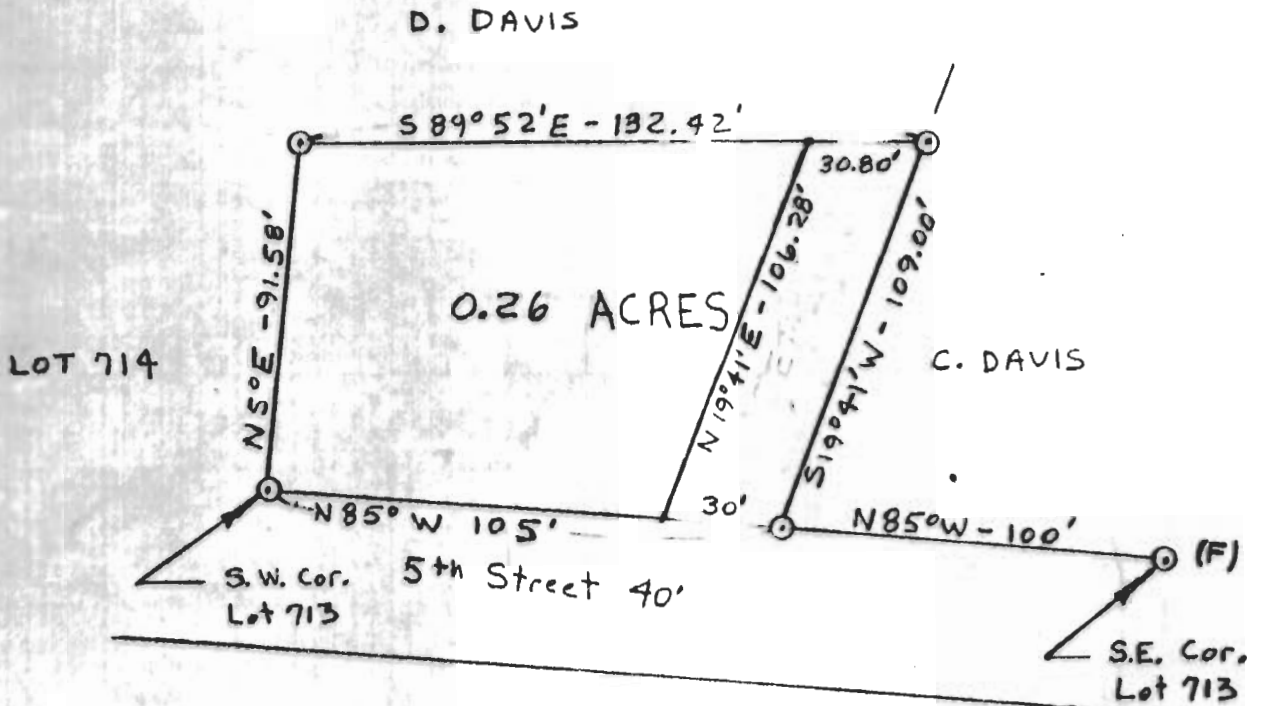 D. DAVIS
S 89° 52' E - 132.42'
30.80'
N 5° E - 91.58'
0.26 ACRES
N 19° 41' E - 106.28'
S 19° 41' W - 109.00'
LOT 714
C. DAVIS
N 85° W 105'
30'
N 85° W - 100'
(F)
S.W. Cor.
Lot 713
5th Street 40'
S.E. Cor.
Lot 713